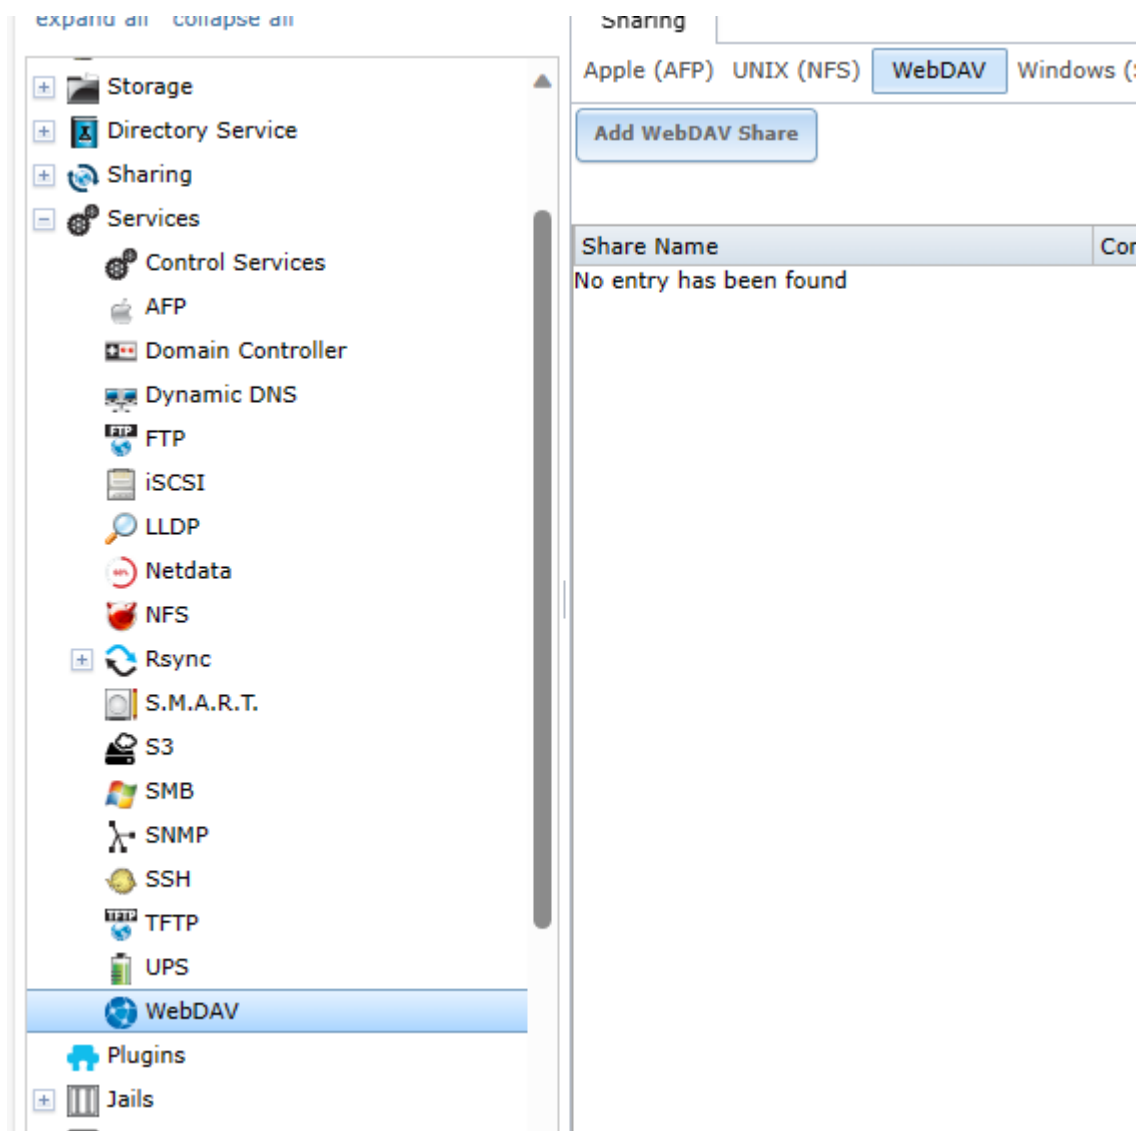 expand all collapse all
Storage
Directory Service
Sharing
Services
Control Services
AFP
Domain Controller
Dynamic DNS
FTP
iSCSI
LLDP
Netdata
NFS
Rsync
S.M.A.R.T.
S3
SMB
SNMP
SSH
TFTP
UPS
WebDAV
Plugins
Jails
Sharing
Apple (AFP) UNIX (NFS) WebDAV Windows (
Add WebDAV Share
Share Name
No entry has been found